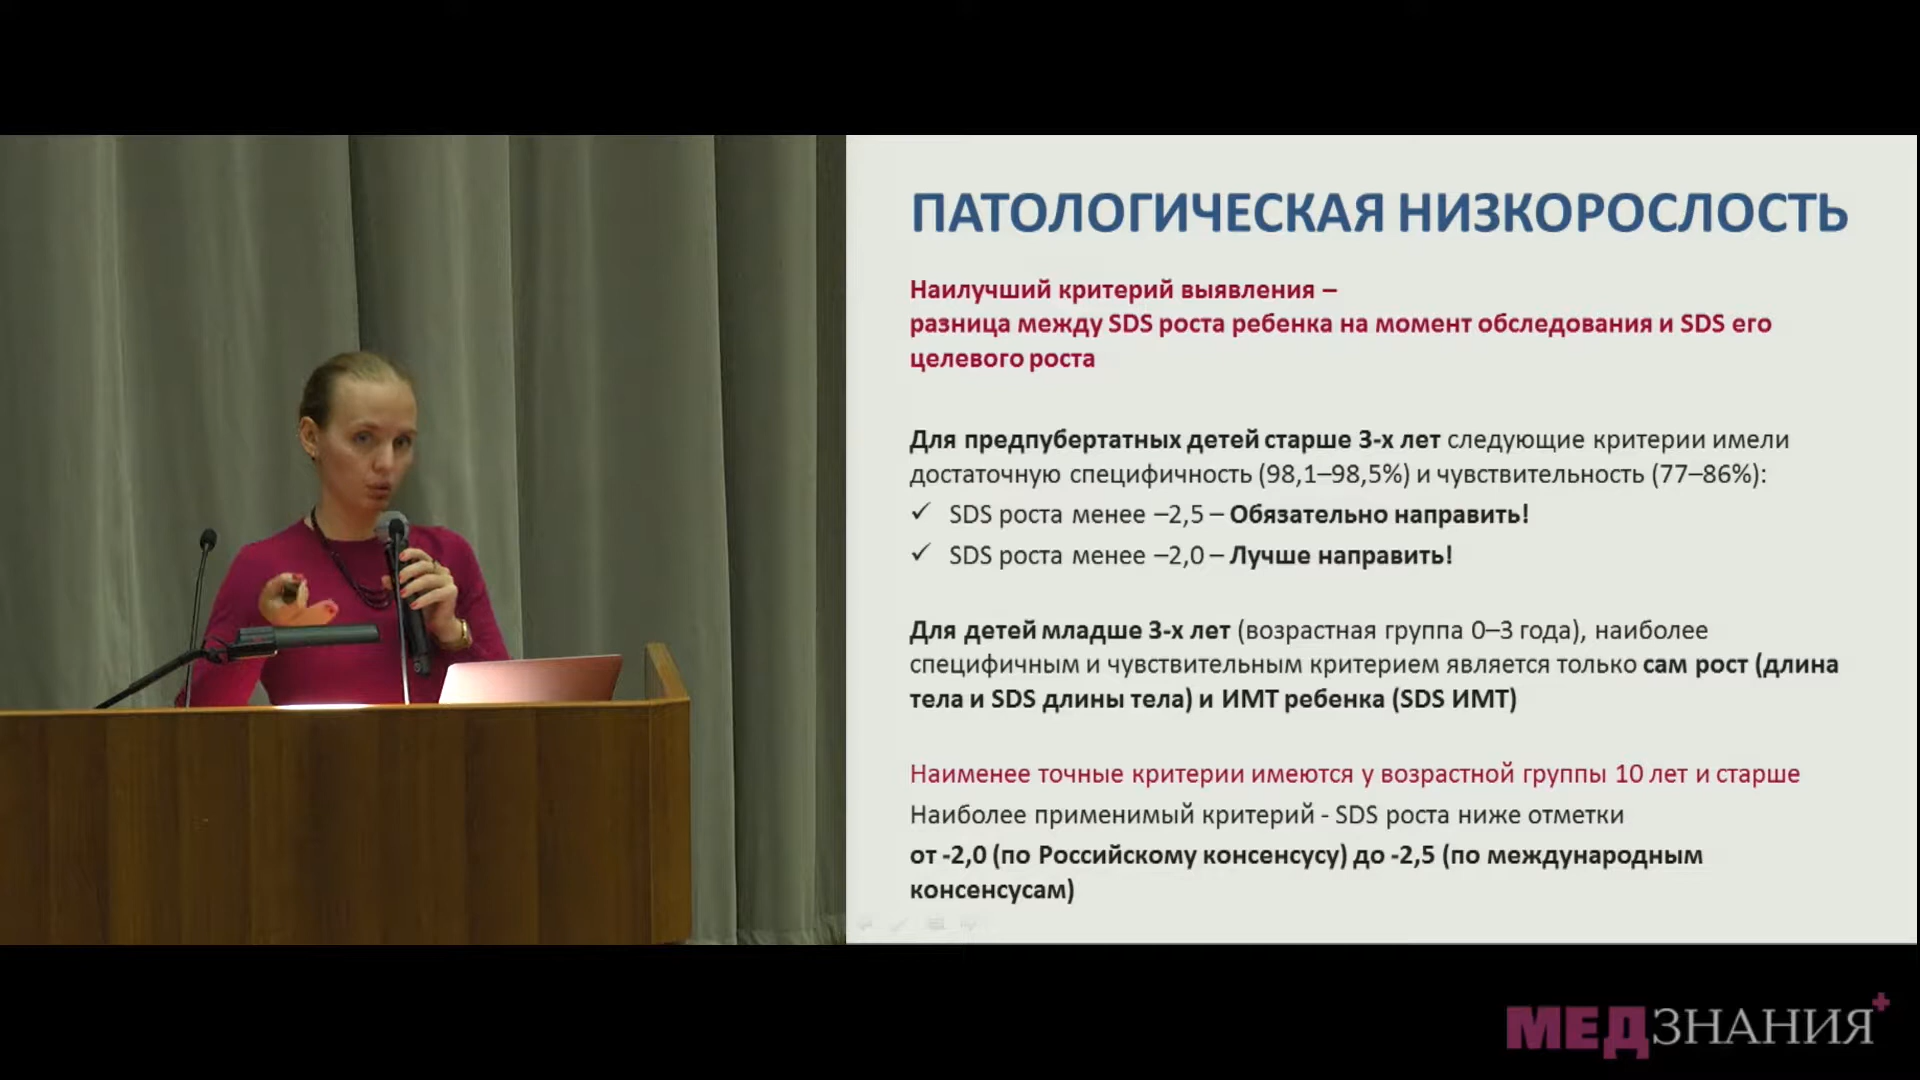 ПАТОЛОГИЧЕСКАЯ НИЗКОРОСЛОСТЬ
Наилучший критерий выявления –
разница между SDS роста ребенка на момент обследования и SDS его
целевого роста
Для предпубертатных детей старше 3-х лет следующие критерии имели
достаточную специфичность (98,1–98,5%) и чувствительность (77–86%):
✓ SDS роста менее –2,5 – Обязательно направить!
✓ SDS роста менее –2,0 – Лучше направить!
Для детей младше 3-х лет (возрастная группа 0–3 года), наиболее
специфичным и чувствительным критерием является только сам рост (длина
тела и SDS длины тела) и ИМТ ребенка (SDS ИМТ)
Наименее точные критерии имеются у возрастной группы 10 лет и старше
Наиболее применимый критерий - SDS роста ниже отметки
от -2,0 (по Российскому консенсусу) до -2,5 (по международным
консенсусам)
МЕДЗНАНИЯ+